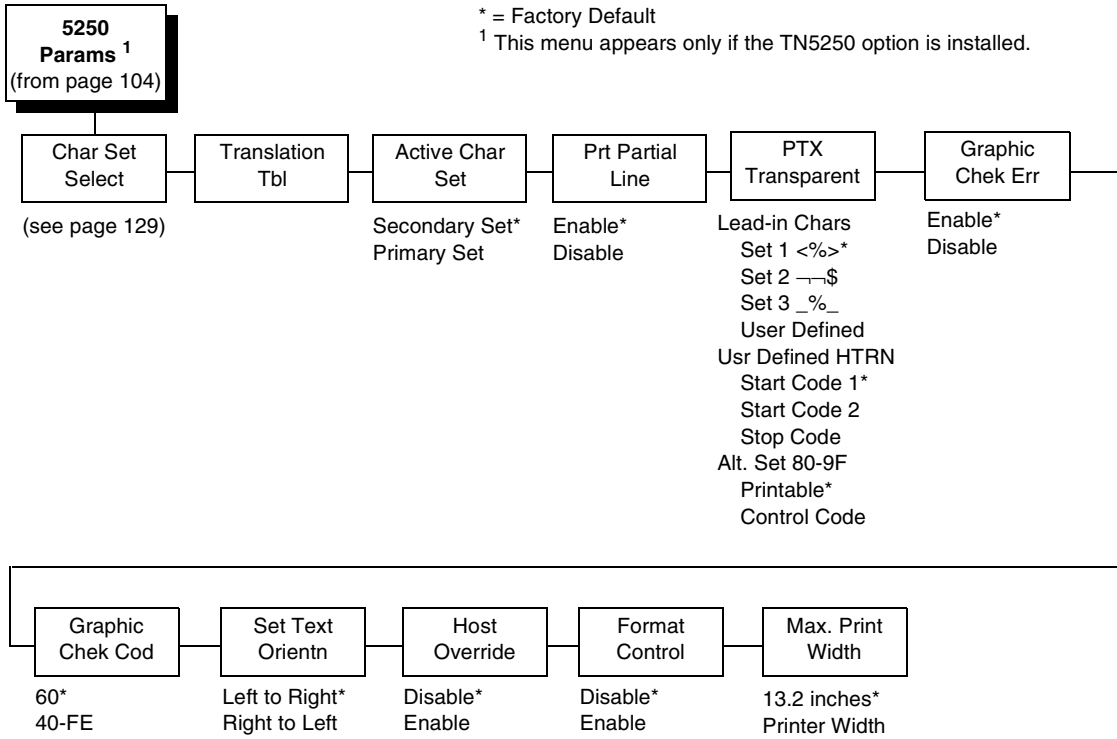 5250
Params 1
(from page 104)
* = Factory Default
1 This menu appears only if the TN5250 option is installed.
Char Set
Select
(see page 129)
Translation
Tbl
Active Char
Set
Secondary Set*
Primary Set
Prt Partial
Line
Enable*
Disable
PTX
Transparent
Lead-in Chars
Set 1 <%>*
Set 2 ¬¬$
Set 3 _%_
User Defined
Usr Defined HTRN
Start Code 1*
Start Code 2
Stop Code
Alt. Set 80-9F
Printable*
Control Code
Graphic
Chek Err
Enable*
Disable
Graphic
Chek Cod
60*
40-FE
Set Text
Orientn
Left to Right*
Right to Left
Host
Override
Disable*
Enable
Format
Control
Disable*
Enable
Max. Print
Width
13.2 inches*
Printer Width